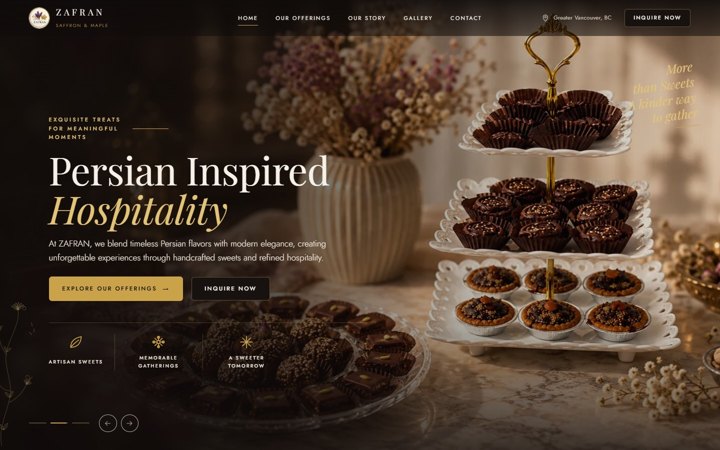 ZAFRAN
SAFFRON & MAPLE
HOME
OUR OFFERINGS
OUR STORY
GALLERY
CONTACT
Greater Vancouver, BC
INQUIRE NOW
More
than Sweets
kinder way
to gather
EXQUISITE TREATS
FOR MEANINGFUL
MOMENTS
Persian Inspired
Hospitality
At ZAFRAN, we blend timeless Persian flavors with modern elegance, creating
unforgettable experiences through handcrafted sweets and refined hospitality.
EXPLORE OUR OFFERINGS →
INQUIRE NOW
ARTISAN SWEETS
MEMORABLE
GATHERINGS
A SWEETER
TOMORROW